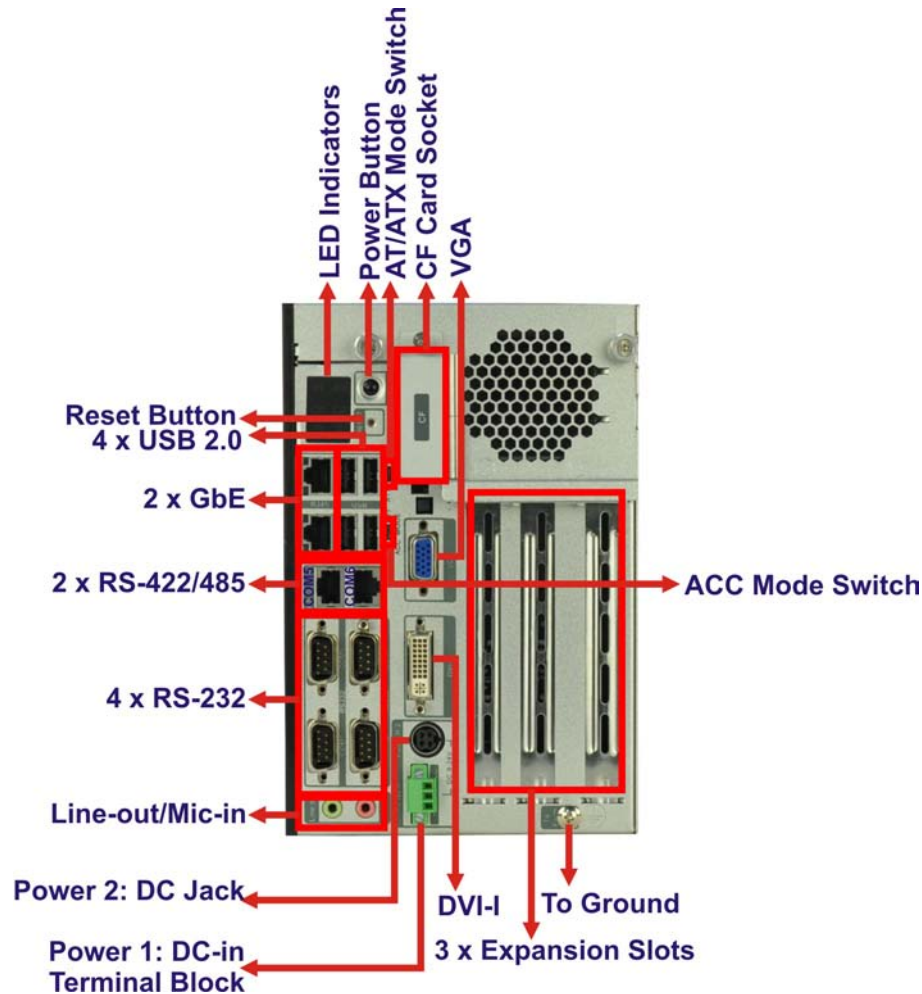 LED Indicators
Power Button
AT/ATX Mode Switch
CF Card Socket
VGA
Reset Button
4 x USB 2.0
2 x GbE
2 x RS-422/485
4 x RS-232
Line-out/Mic-in
Power 2: DC Jack
Power 1: DC-in
Terminal Block
CF
COM5
COM6
ACC Mode Switch
DVI-I
To Ground
3 x Expansion Slots